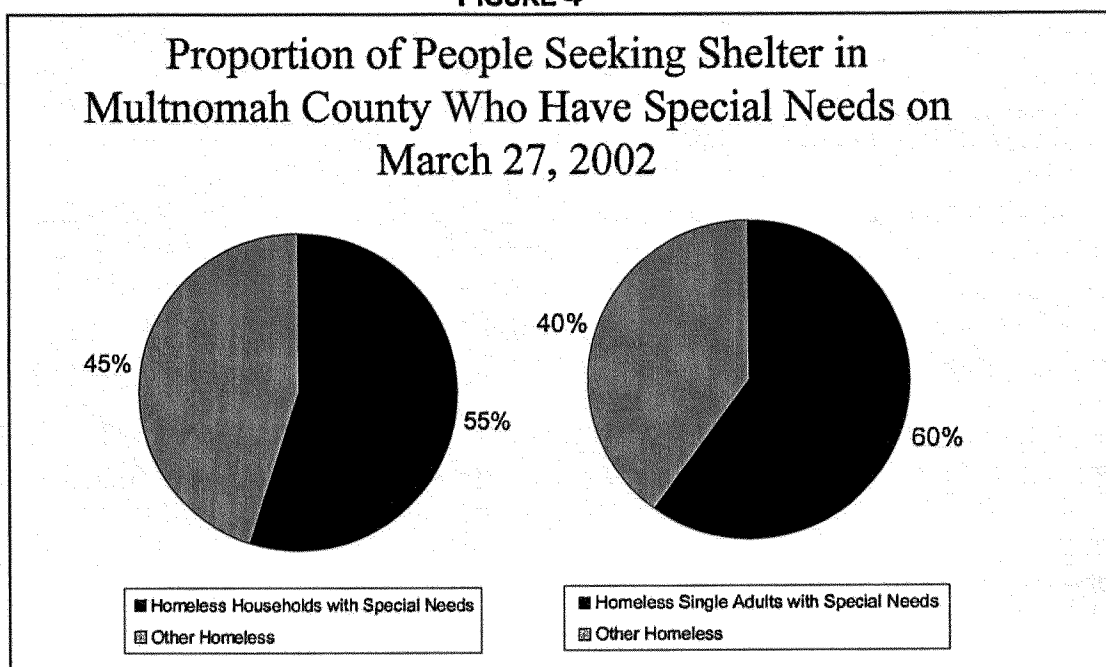 Proportion of People Seeking Shelter in
Multnomah County Who Have Special Needs on
March 27, 2002
45%
55%
40%
60%
Homeless Households with Special Needs
Other Homeless
Homeless Single Adults with Special Needs
Other Homeless